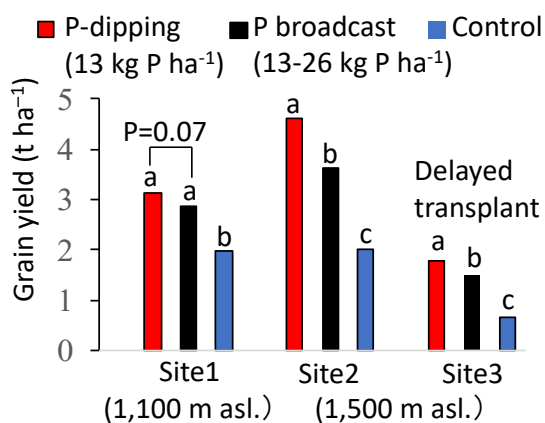 P-dipping P broadcast Control
(13 kg P ha⁻¹) (13-26 kg P ha⁻¹)
Grain yield (t ha⁻¹)
5
4
3
2
1
0
P=0.07
a a b
a b c
Delayed
transplant
a b c
Site1 Site2 Site3
(1,100 m asl.) (1,500 m asl.)